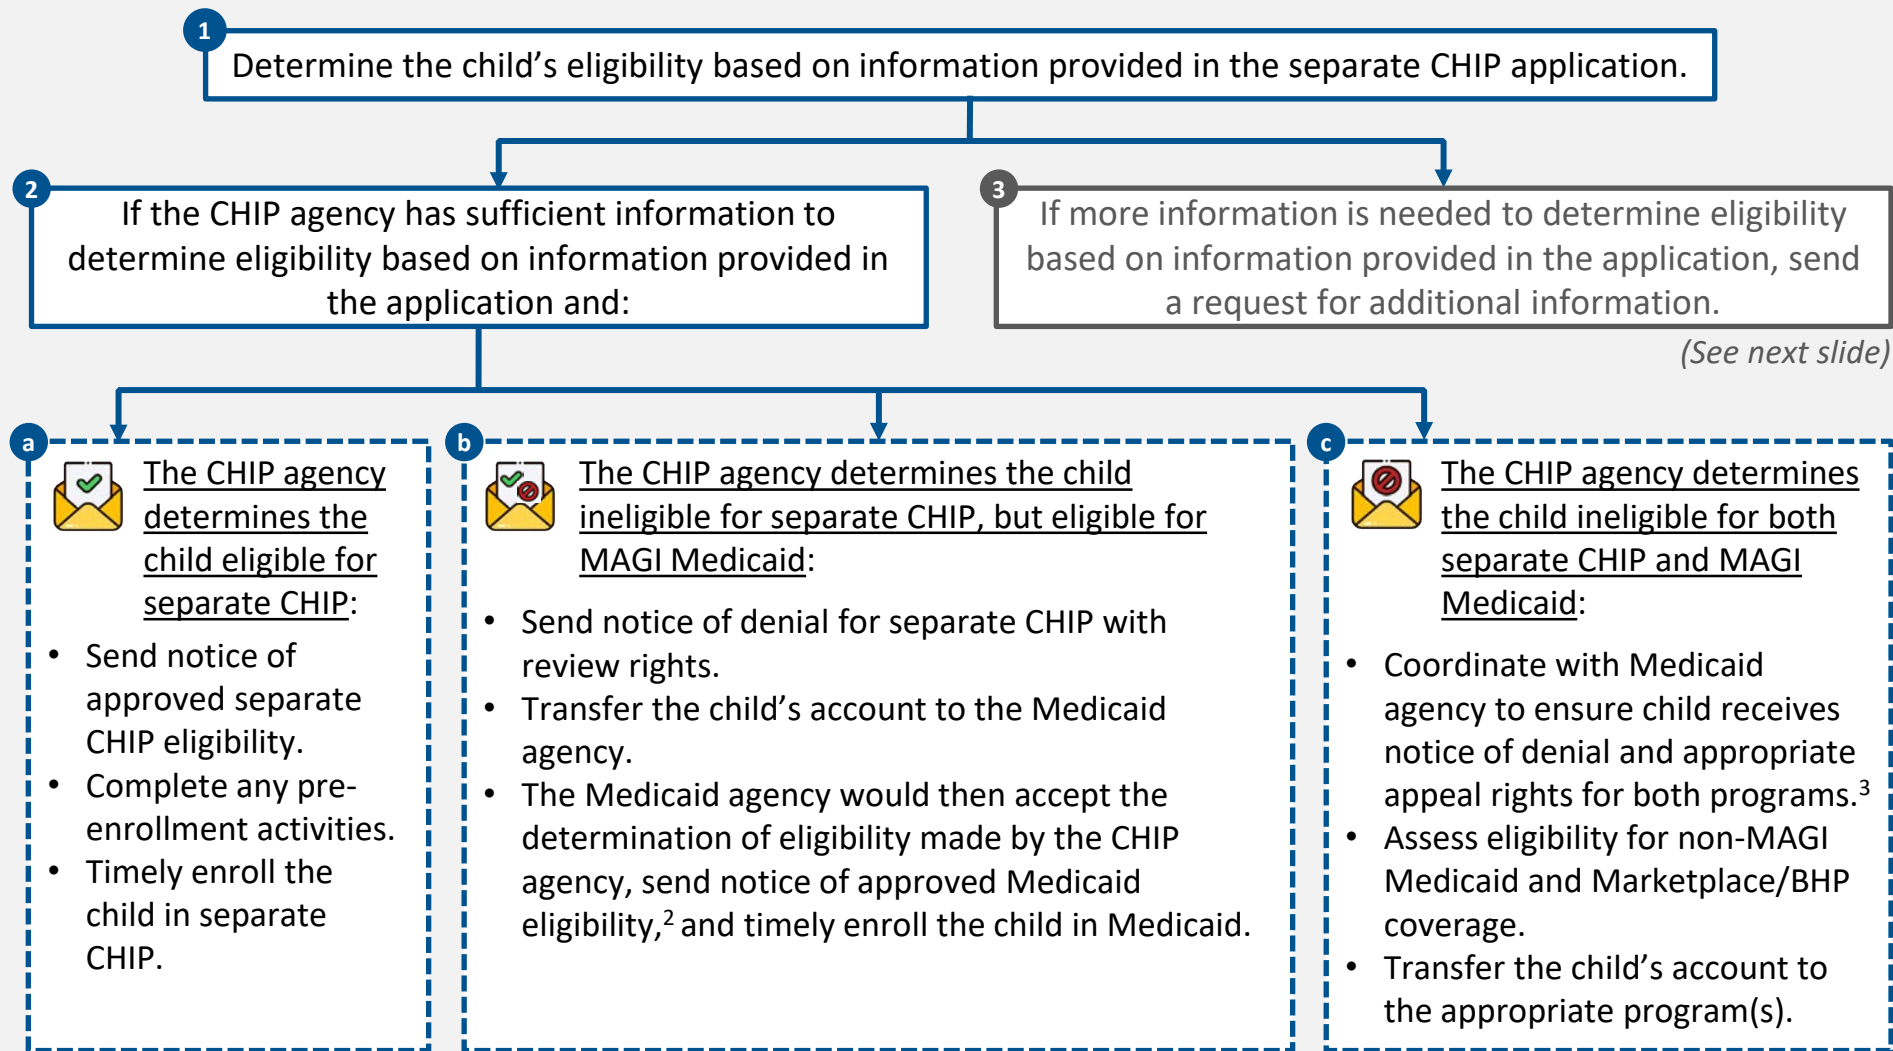 1
Determine the child’s eligibility based on information provided in the separate CHIP application.
2
If the CHIP agency has sufficient information to
determine eligibility based on information provided in
the application and:
3
If more information is needed to determine eligibility
based on information provided in the application, send
a request for additional information.
(See next slide)
a
The CHIP agency
determines the
child eligible for
separate CHIP:
• Send notice of
approved separate
CHIP eligibility.
• Complete any pre-
enrollment activities.
• Timely enroll the
child in separate
CHIP.
b
The CHIP agency determines the child
ineligible for separate CHIP, but eligible for
MAGI Medicaid:
• Send notice of denial for separate CHIP with
review rights.
• Transfer the child’s account to the Medicaid
agency.
• The Medicaid agency would then accept the
determination of eligibility made by the CHIP
agency, send notice of approved Medicaid
eligibility,² and timely enroll the child in Medicaid.
c
The CHIP agency determines
the child ineligible for both
separate CHIP and MAGI
Medicaid:
• Coordinate with Medicaid
agency to ensure child receives
notice of denial and appropriate
appeal rights for both programs.³
• Assess eligibility for non-MAGI
Medicaid and Marketplace/BHP
coverage.
• Transfer the child’s account to
the appropriate program(s).